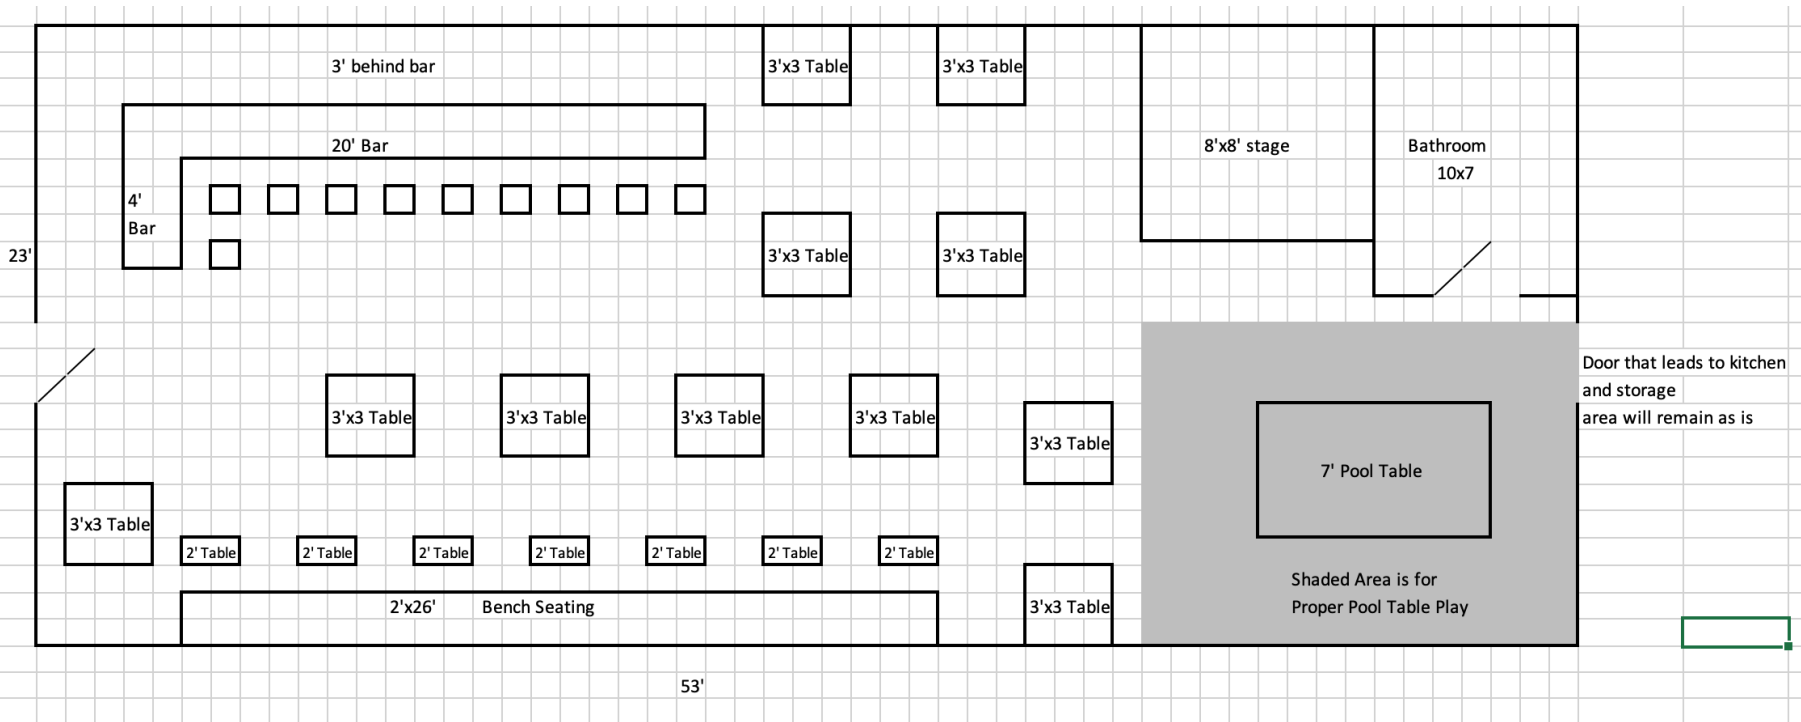 3' behind bar
3'x3 Table
3'x3 Table
20' Bar
8'x8' stage
Bathroom
10x7
4'
Bar
23'
3'x3 Table
3'x3 Table
Door that leads to kitchen
and storage
area will remain as is
3'x3 Table
3'x3 Table
3'x3 Table
3'x3 Table
3'x3 Table
7' Pool Table
3'x3 Table
2' Table
2' Table
2' Table
2' Table
2' Table
2' Table
2' Table
Shaded Area is for
Proper Pool Table Play
2'x26' Bench Seating
3'x3 Table
53'